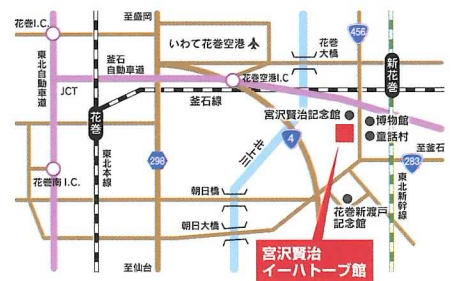 花巻I.C.
至盛岡
いわて花巻空港
花巻
大橋
456
東北自動車道
釜石
自動車道
JCT
花巻空港I.C
釜石線
新花巻
宮沢賢治記念館
博物館
童話村
花巻
4
北上川
至釜石
283
298
東北本線
花巻南I.C.
朝日橋
朝日大橋
花巻新渡戸
記念館
東北新幹線
至仙台
宮沢賢治
イーハトーブ館